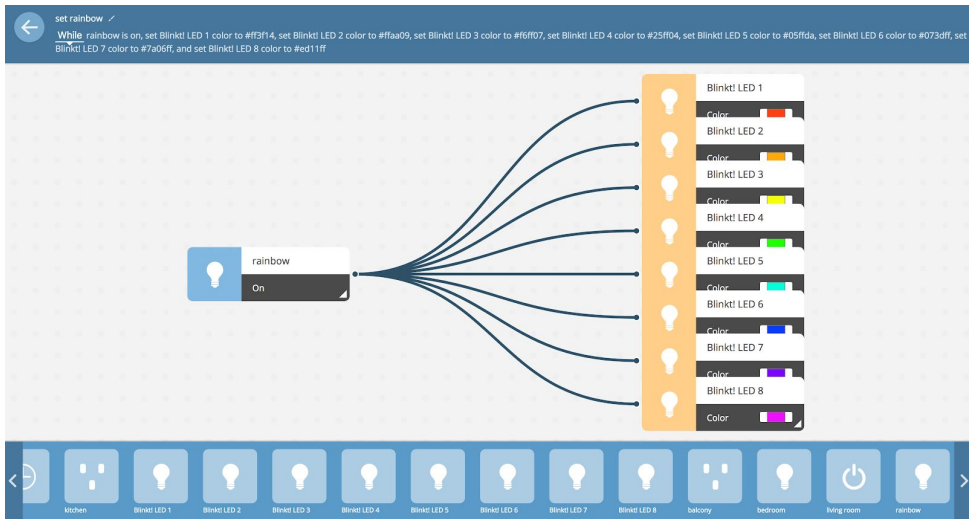 set rainbow
While rainbow is on, set Blinkt! LED 1 color to #ff3f14, set Blinkt! LED 2 color to #ffaa09, set Blinkt! LED 3 color to #f6ff07, set Blinkt! LED 4 color to #25ff04, set Blinkt! LED 5 color to #05ffda, set Blinkt! LED 6 color to #073dff, set
Blinkt! LED 7 color to #7a06ff, and set Blinkt! LED 8 color to #ed11ff
Blinkt! LED 1
Color
Blinkt! LED 2
Color
Blinkt! LED 3
Color
Blinkt! LED 4
Color
Blinkt! LED 5
Color
Blinkt! LED 6
Color
Blinkt! LED 7
Color
Blinkt! LED 8
Color
rainbow
On
kitchen
Blinkt! LED 1
Blinkt! LED 2
Blinkt! LED 3
Blinkt! LED 4
Blinkt! LED 5
Blinkt! LED 6
Blinkt! LED 7
Blinkt! LED 8
balcony
bedroom
living room
rainbow